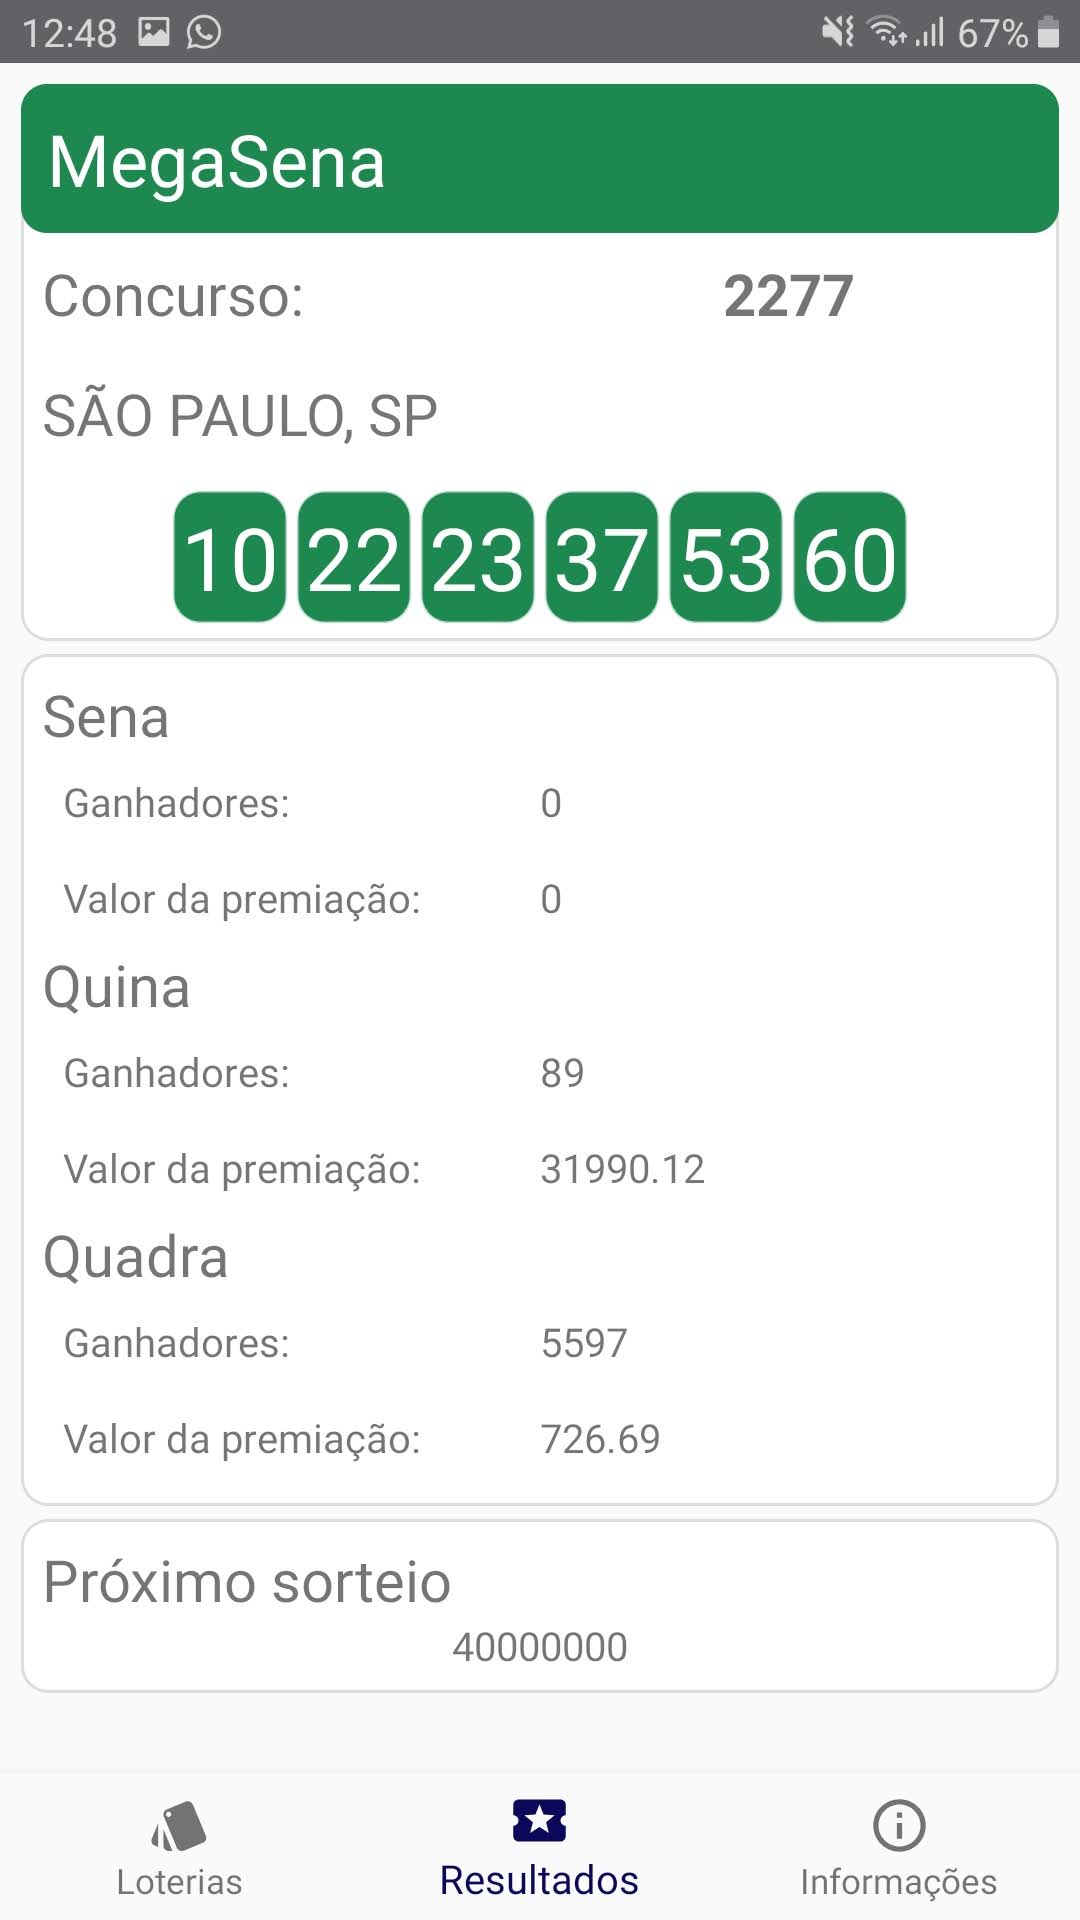 12:48 67%
MegaSena
Concurso: 2277
SÃO PAULO, SP
10 22 23 37 53 60
Sena
Ganhadores: 0
Valor da premiação: 0
Quina
Ganhadores: 89
Valor da premiação: 31990.12
Quadra
Ganhadores: 5597
Valor da premiação: 726.69
Próximo sorteio
40000000
Loterias Resultados Informações